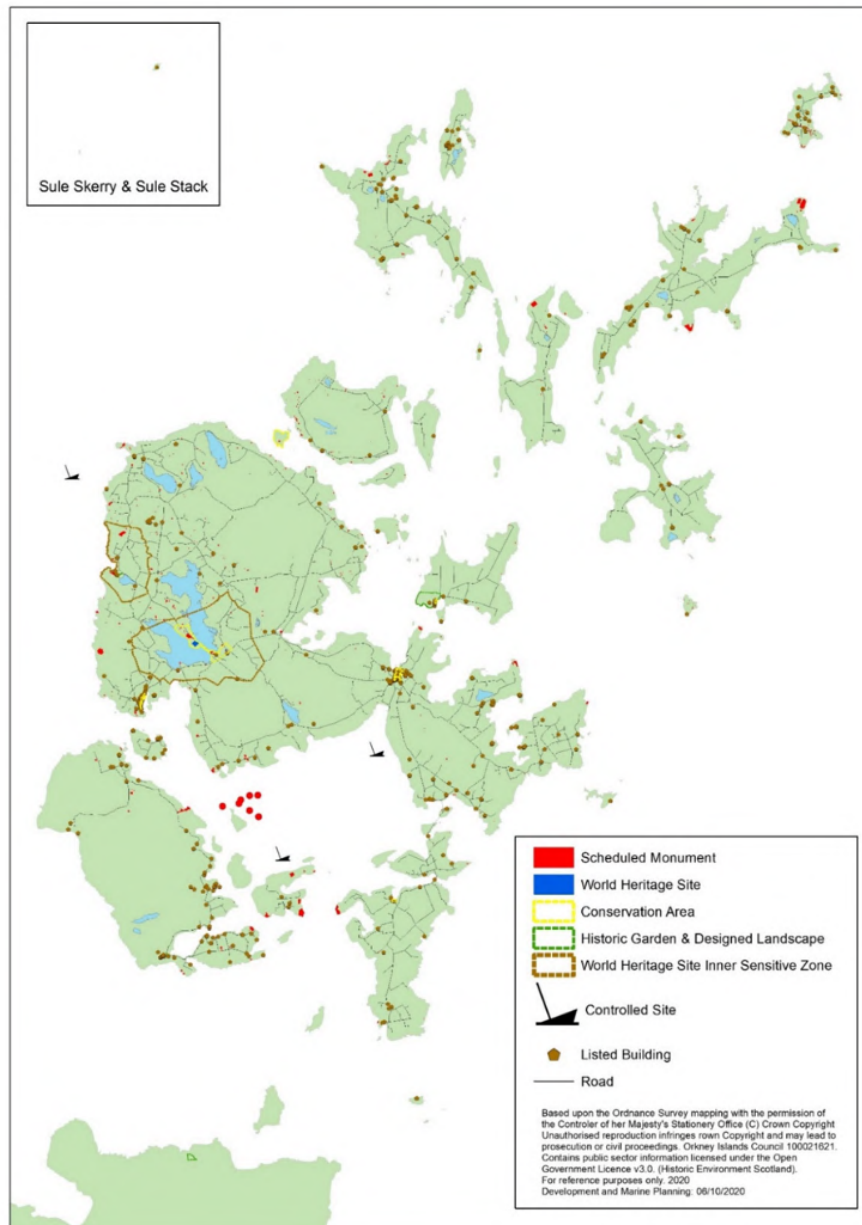 Sule Skerry & Sule Stack
Scheduled Monument
World Heritage Site
Conservation Area
Historic Garden & Designed Landscape
World Heritage Site Inner Sensitive Zone
Controlled Site
Listed Building
Road
Based upon the Ordnance Survey mapping with the permission of
the Controler of her Majesty's Stationery Office (C) Crown Copyright
Unauthorised reproduction infringes rown Copyright and may lead to
prosecution or civil proceedings. Orkney Islands Council 100021621.
Contains public sector information licensed under the Open
Government Licence v3.0. (Historic Environment Scotland).
For reference purposes only. 2020
Development and Marine Planning: 06/10/2020